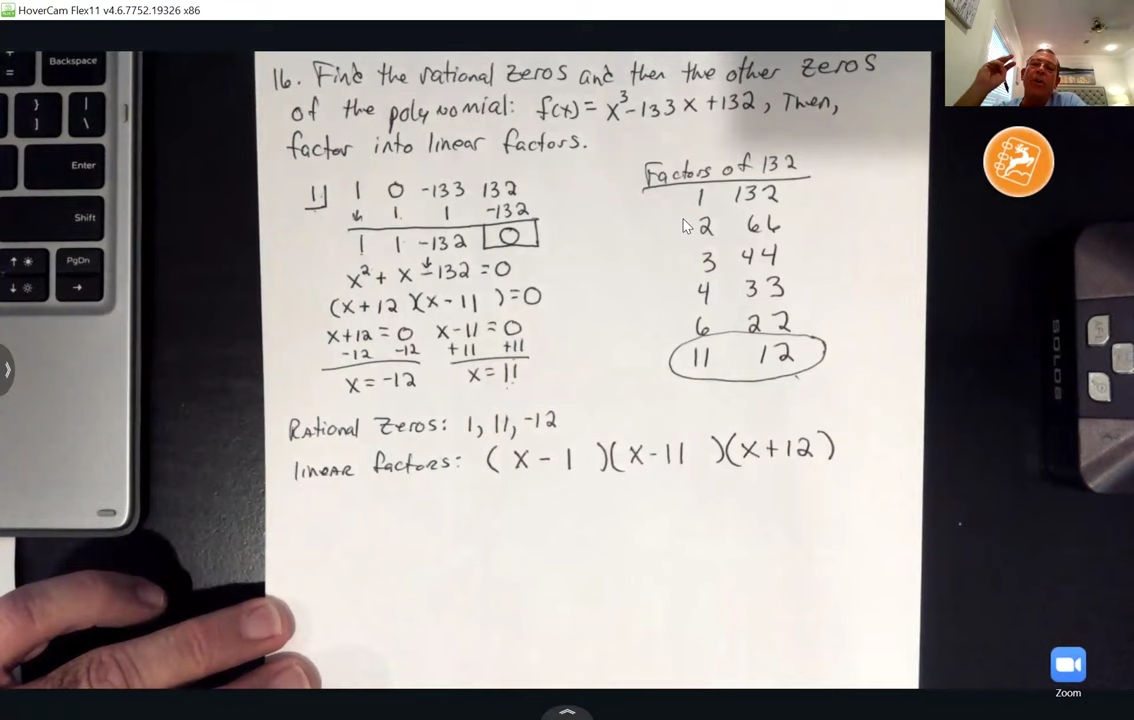 HoverCam Flex11 v4.6.7752.19326 x86
16. Find the rational zeros and then the other zeros
of the polynomial: f(x) = x³-133x+132, Then,
factor into linear factors.
1 1 0 -133 132
1 1 -132
1 1 -132 0
x² + x - 132 = 0
(x+12)(x-11) = 0
x+12=0 x-11=0
-12 -12 +11 +11
x = -12 x = 11
Factors of 132
1 132
2 66
3 44
4 33
6 22
11 12
Rational Zeros: 1, 11, -12
linear factors: (x-1)(x-11)(x+12)
Backspace
+
=
}
]
|
\
Enter
Shift
PgDn
AF
SOLO 8
Zoom